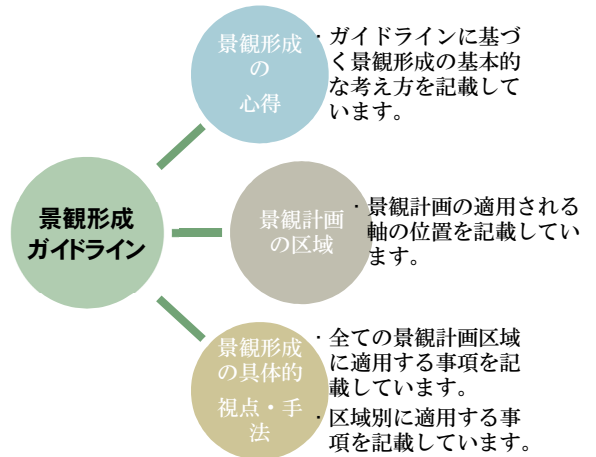 景観形成
ガイドライン
景観形成
の
心得
・ガイドラインに基づ
く景観形成の基本的
な考え方を記載して
います。
景観計画
の区域
・景観計画の適用される
軸の位置を記載してい
ます。
景観形成
の具体的
視点・手
法
・全ての景観計画区域
に適用する事項を記
載しています。
・区域別に適用する事
項を記載しています。